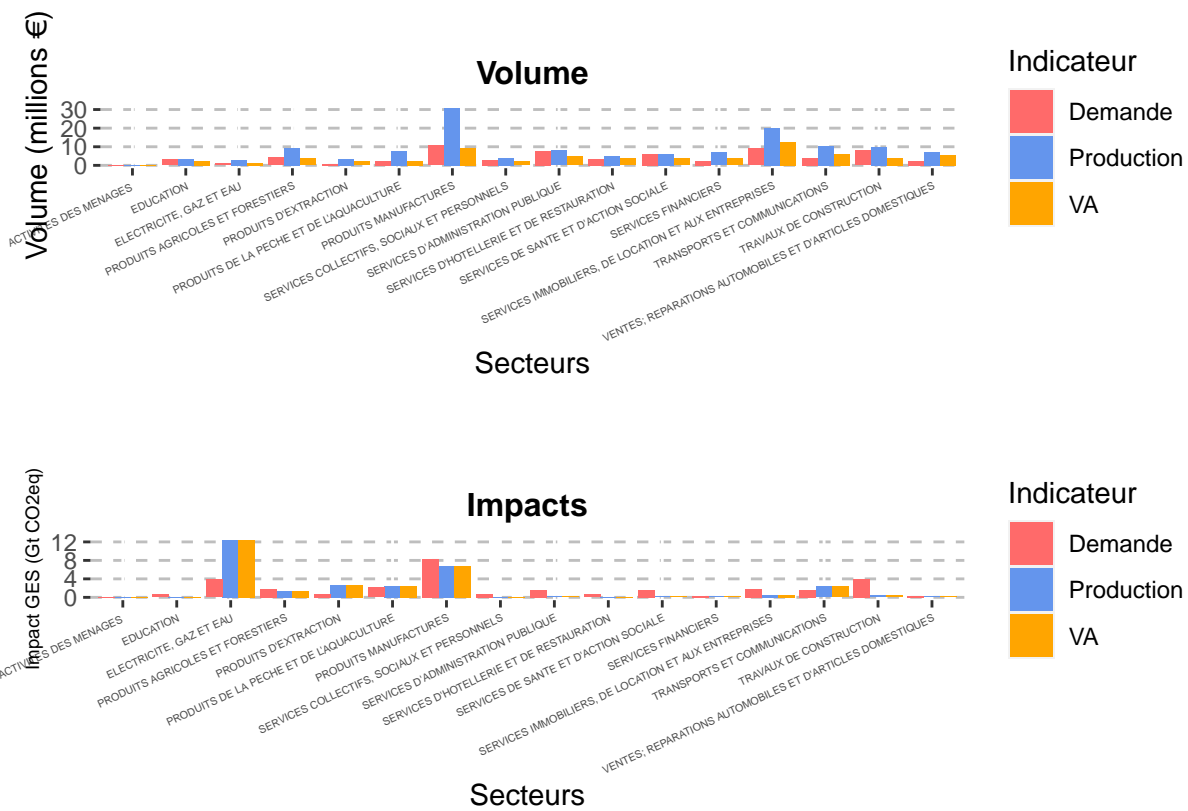 Volume
Volume (millions €)
30
20
10
0
ACTIVITES DES MENAGES
EDUCATION
ELECTRICITE, GAZ ET EAU
PRODUITS AGRICOLES ET FORESTIERS
PRODUITS D'EXTRACTION
PRODUITS DE LA PECHE ET DE L'AQUACULTURE
PRODUITS MANUFACTURES
SERVICES COLLECTIFS, SOCIAUX ET PERSONNELS
SERVICES D'ADMINISTRATION PUBLIQUE
SERVICES D'HOTELLERIE ET DE RESTAURATION
SERVICES DE SANTE ET D'ACTION SOCIALE
SERVICES FINANCIERS
SERVICES IMMOBILIERS, DE LOCATION ET AUX ENTREPRISES
TRANSPORTS ET COMMUNICATIONS
TRAVAUX DE CONSTRUCTION
VENTES; REPARATIONS AUTOMOBILES ET D'ARTICLES DOMESTIQUES
Secteurs
Indicateur
Demande
Production
VA
Impacts
Impact GES (Gt CO2eq)
12
8
4
0
ACTIVITES DES MENAGES
EDUCATION
ELECTRICITE, GAZ ET EAU
PRODUITS AGRICOLES ET FORESTIERS
PRODUITS D'EXTRACTION
PRODUITS DE LA PECHE ET DE L'AQUACULTURE
PRODUITS MANUFACTURES
SERVICES COLLECTIFS, SOCIAUX ET PERSONNELS
SERVICES D'ADMINISTRATION PUBLIQUE
SERVICES D'HOTELLERIE ET DE RESTAURATION
SERVICES DE SANTE ET D'ACTION SOCIALE
SERVICES FINANCIERS
SERVICES IMMOBILIERS, DE LOCATION ET AUX ENTREPRISES
TRANSPORTS ET COMMUNICATIONS
TRAVAUX DE CONSTRUCTION
VENTES; REPARATIONS AUTOMOBILES ET D'ARTICLES DOMESTIQUES
Secteurs
Indicateur
Demande
Production
VA